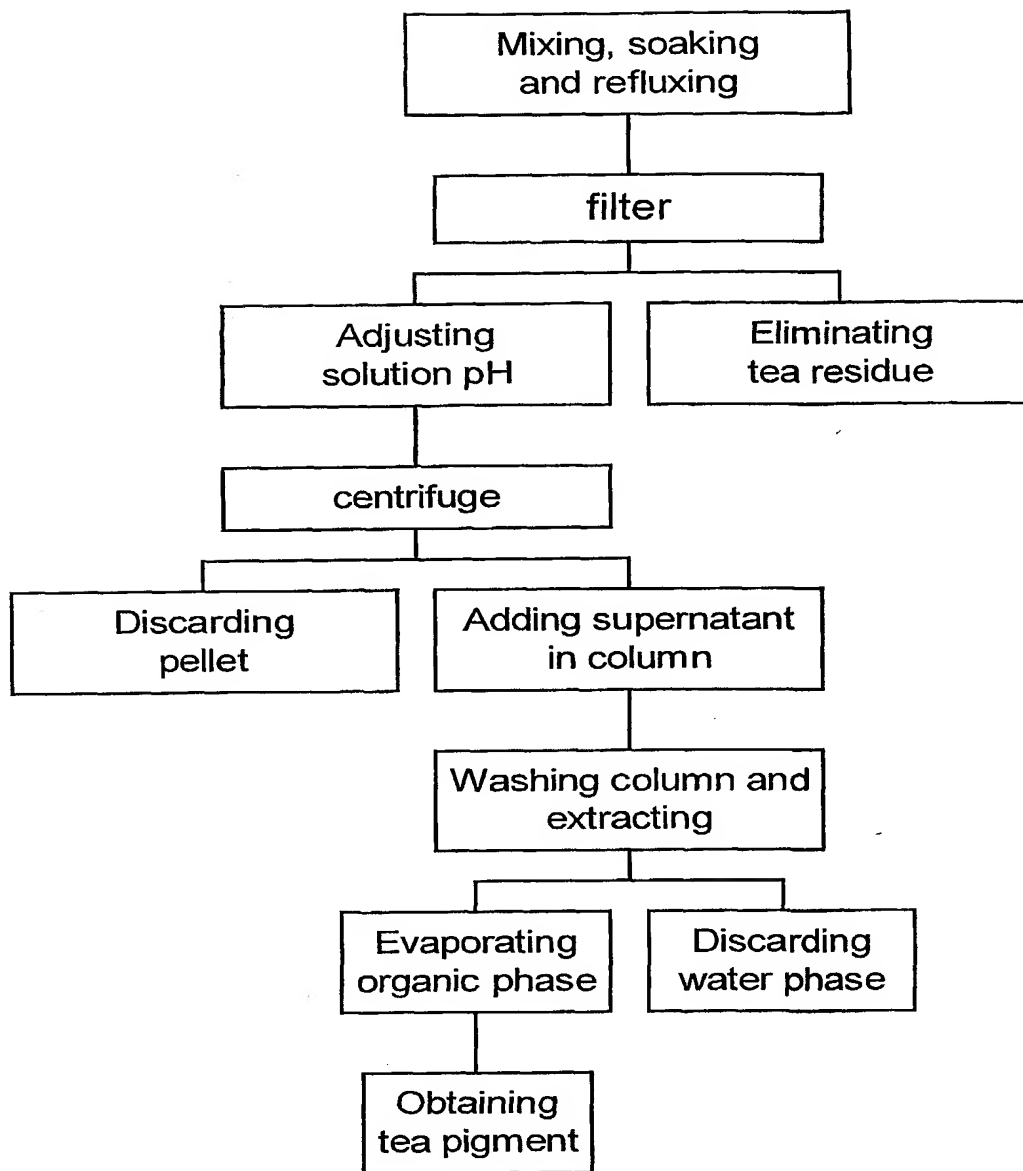 Mixing, soaking
and refluxing
filter
Adjusting
solution pH
Eliminating
tea residue
centrifuge
Discarding
pellet
Adding supernatant
in column
Washing column and
extracting
Evaporating
organic phase
Discarding
water phase
Obtaining
tea pigment